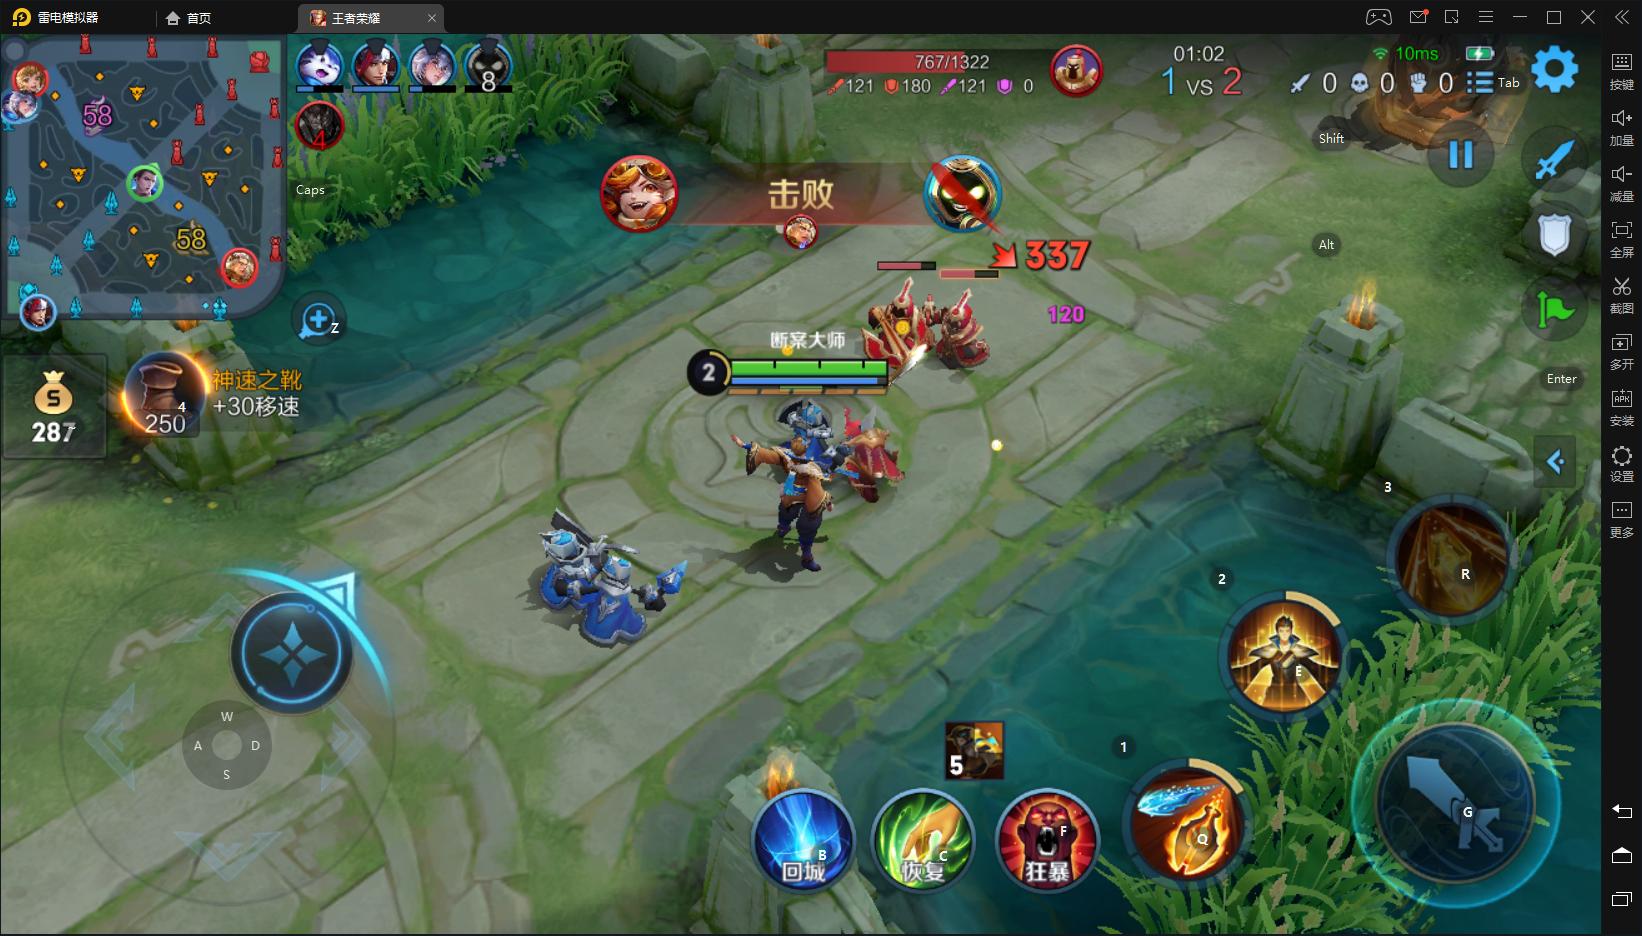 雷电模拟器
首页
王者荣耀
58
58
8
4
Caps
767/1322
121 180 121 0
01:02
1 VS 2
10ms
0 0 0 Tab
Shift
Alt
Enter
击败
337
120
断案大师
2
Z
神速之靴
+30移速
4
250
S
287
W
A D
S
3
R
2
E
1
Q
G
5
B
回城
C
恢复
F
狂暴
按键
加量
减量
全屏
截图
多开
APK
安装
设置
更多